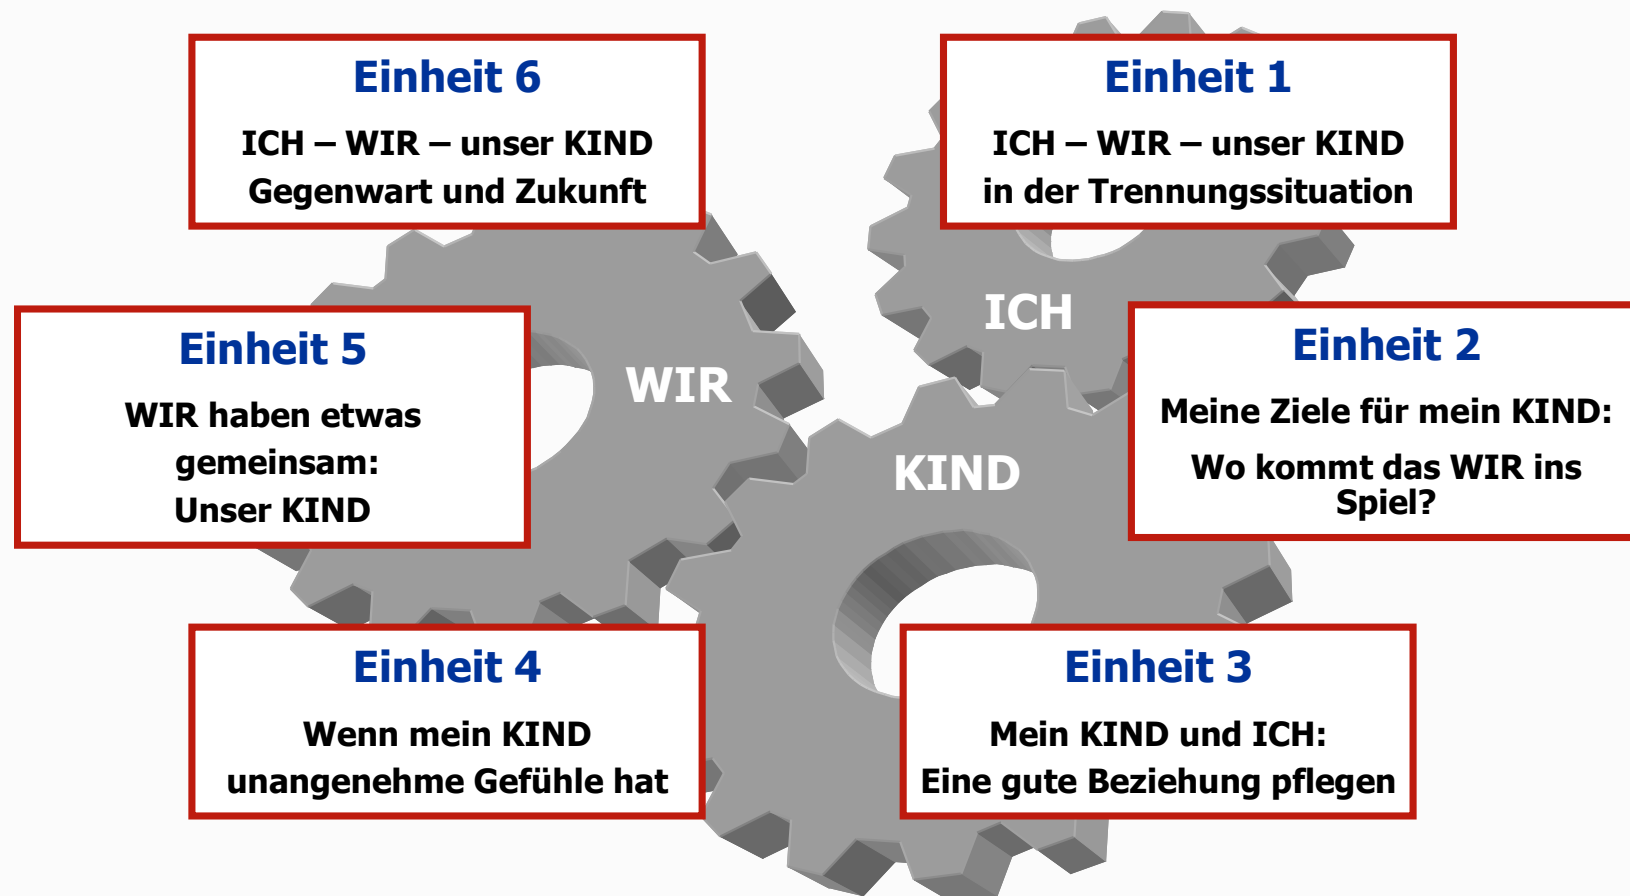 Einheit 6
ICH – WIR – unser KIND
Gegenwart und Zukunft
Einheit 1
ICH – WIR – unser KIND
in der Trennungssituation
ICH
Einheit 5
WIR haben etwas
gemeinsam:
Unser KIND
WIR
Einheit 2
Meine Ziele für mein KIND:
Wo kommt das WIR ins
Spiel?
KIND
Einheit 4
Wenn mein KIND
unangenehme Gefühle hat
Einheit 3
Mein KIND und ICH:
Eine gute Beziehung pflegen